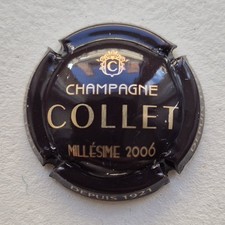 C
CHAMPAGNE
COLLET
MILLÉSIME 2006
DEPUIS 1921